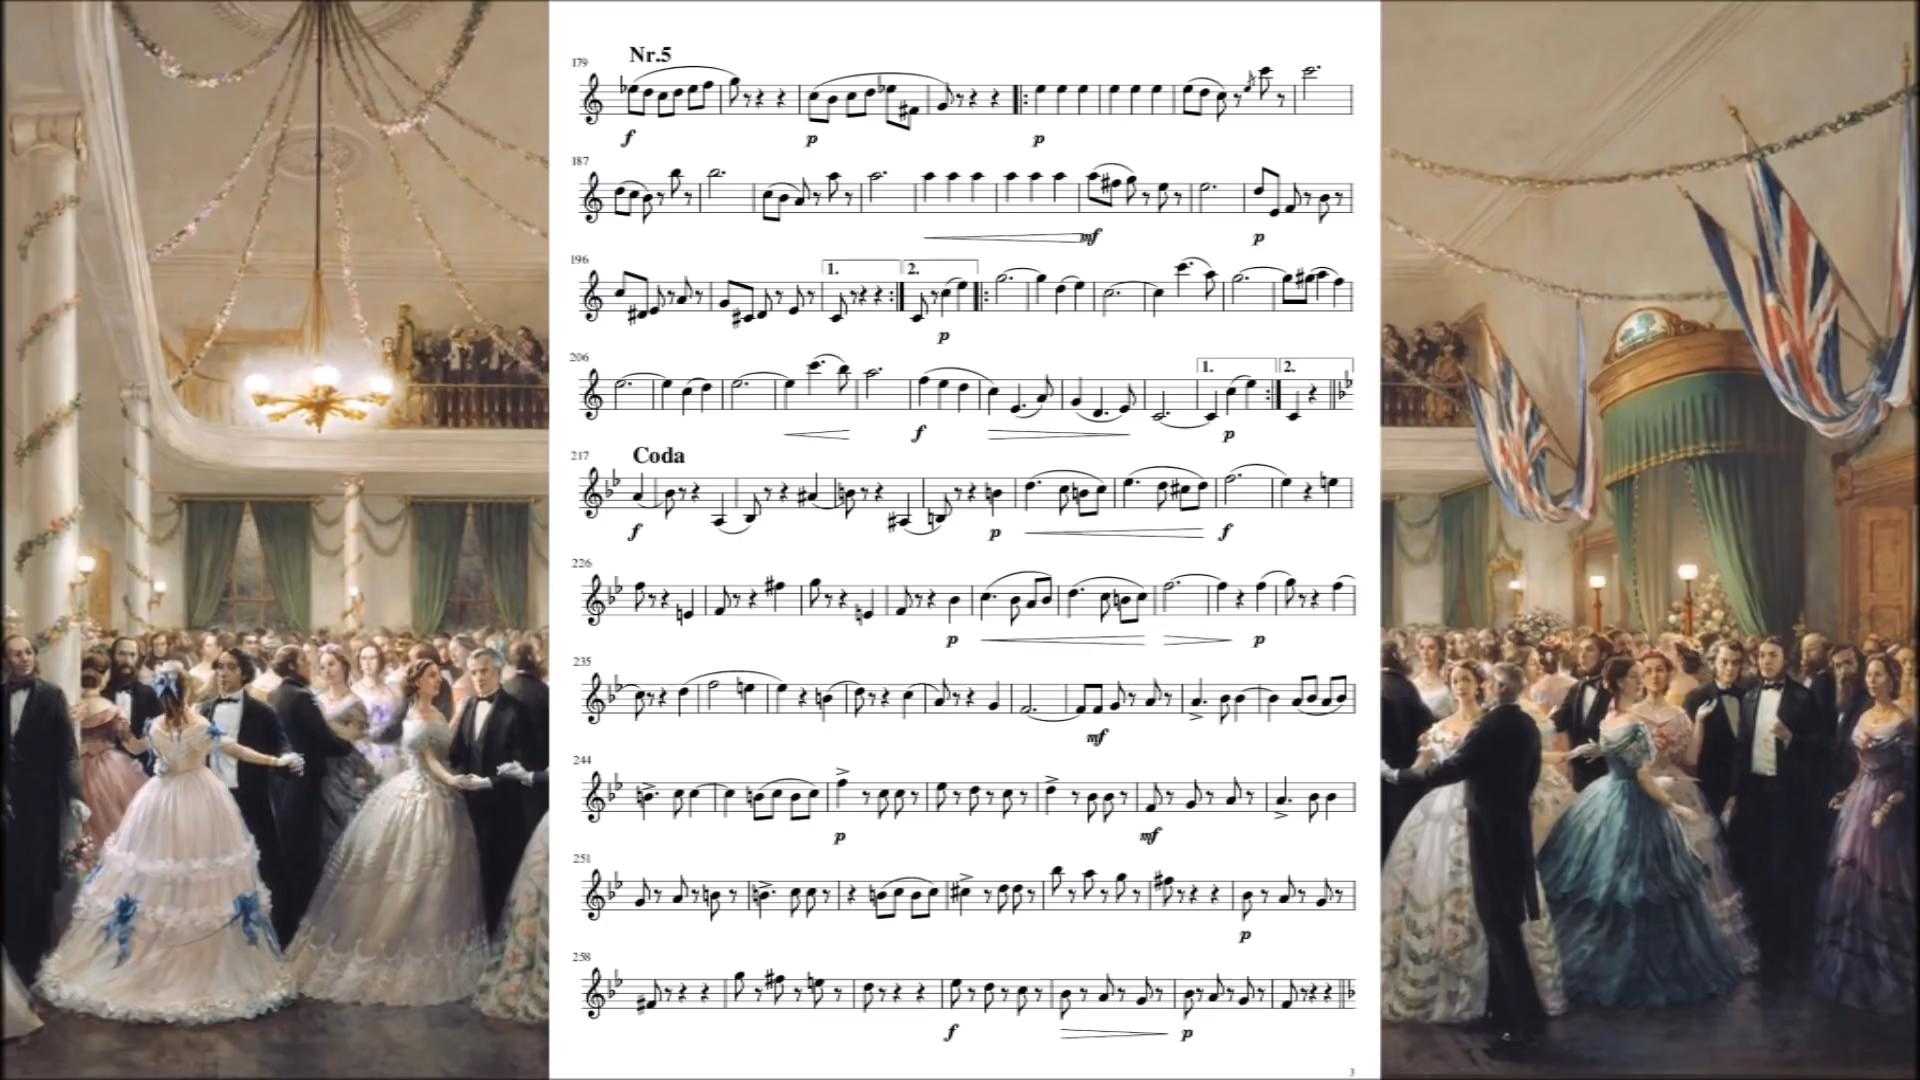 Nr.5
179
f p p
187
mf p
196
1. 2.
p
206
1. 2.
f p
Coda
217
f p f
226
p p
235
mf
244
p mf
251
p
258
f p
3